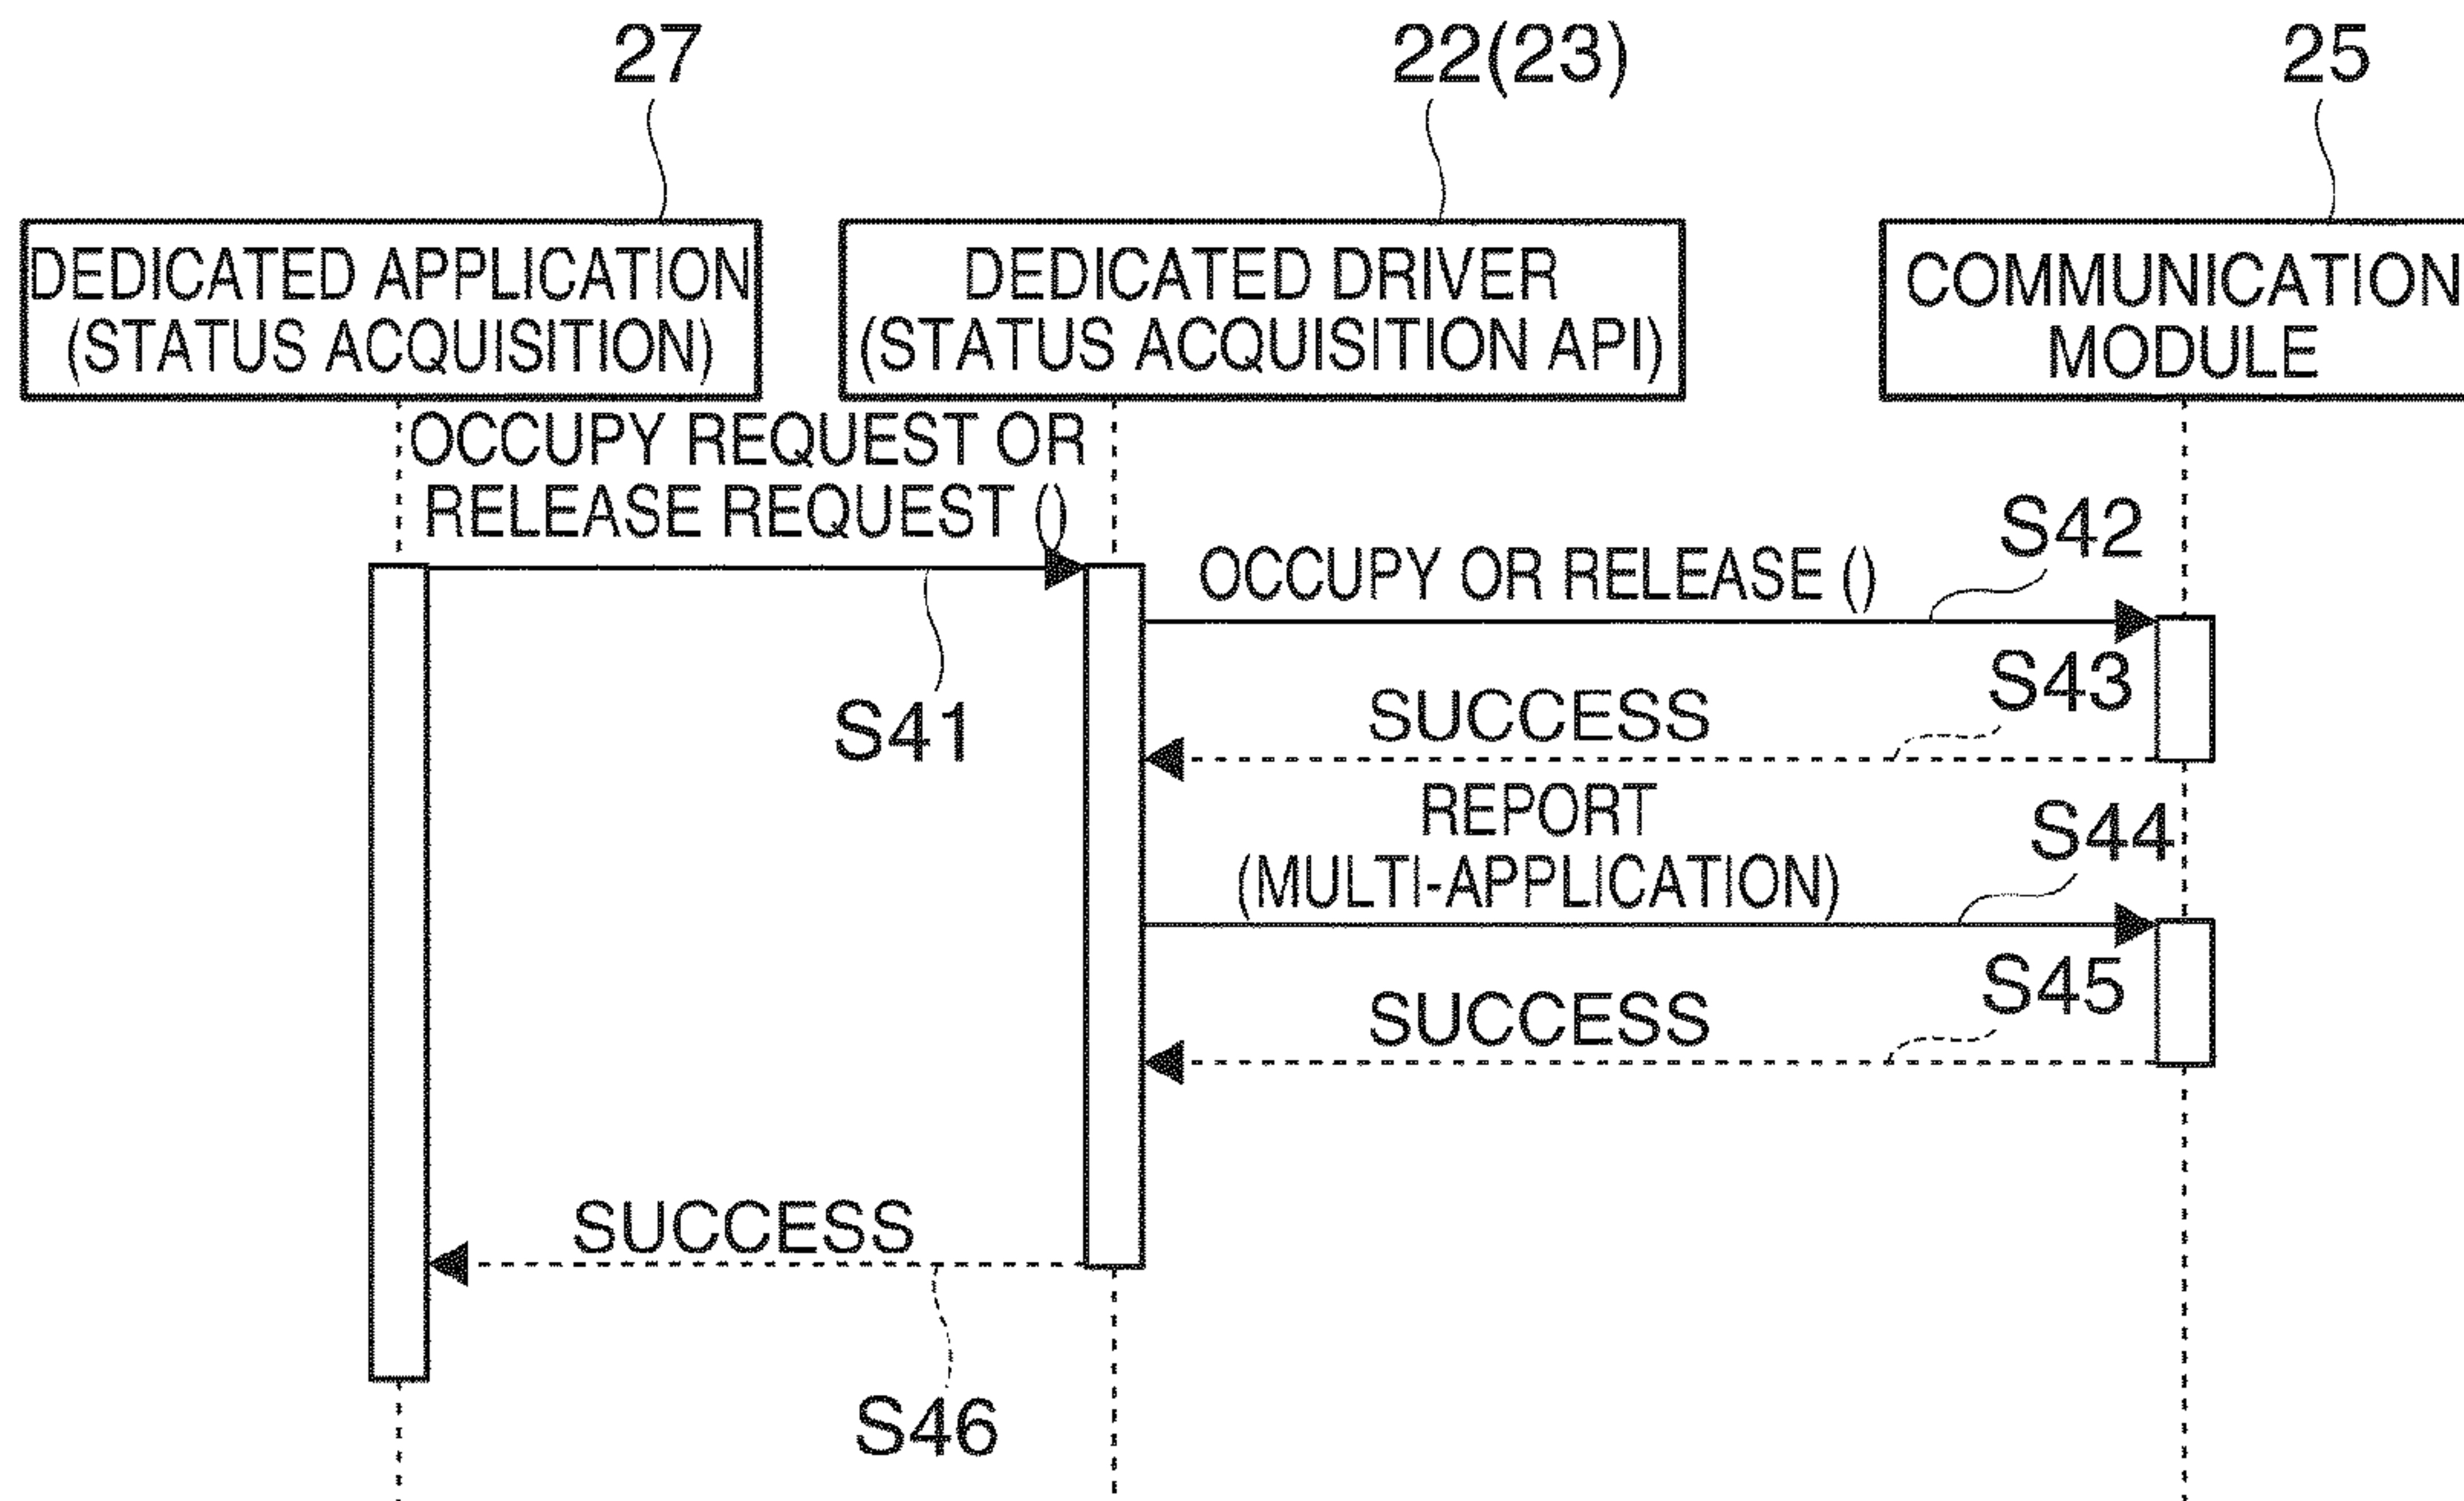 27
22(23)
25
DEDICATED APPLICATION
(STATUS ACQUISITION)
DEDICATED DRIVER
(STATUS ACQUISITION API)
COMMUNICATION
MODULE
OCCUPY REQUEST OR
RELEASE REQUEST ()
S42
OCCUPY OR RELEASE ()
S41
S43
SUCCESS
REPORT
(MULTI-APPLICATION)
S44
S45
SUCCESS
SUCCESS
S46